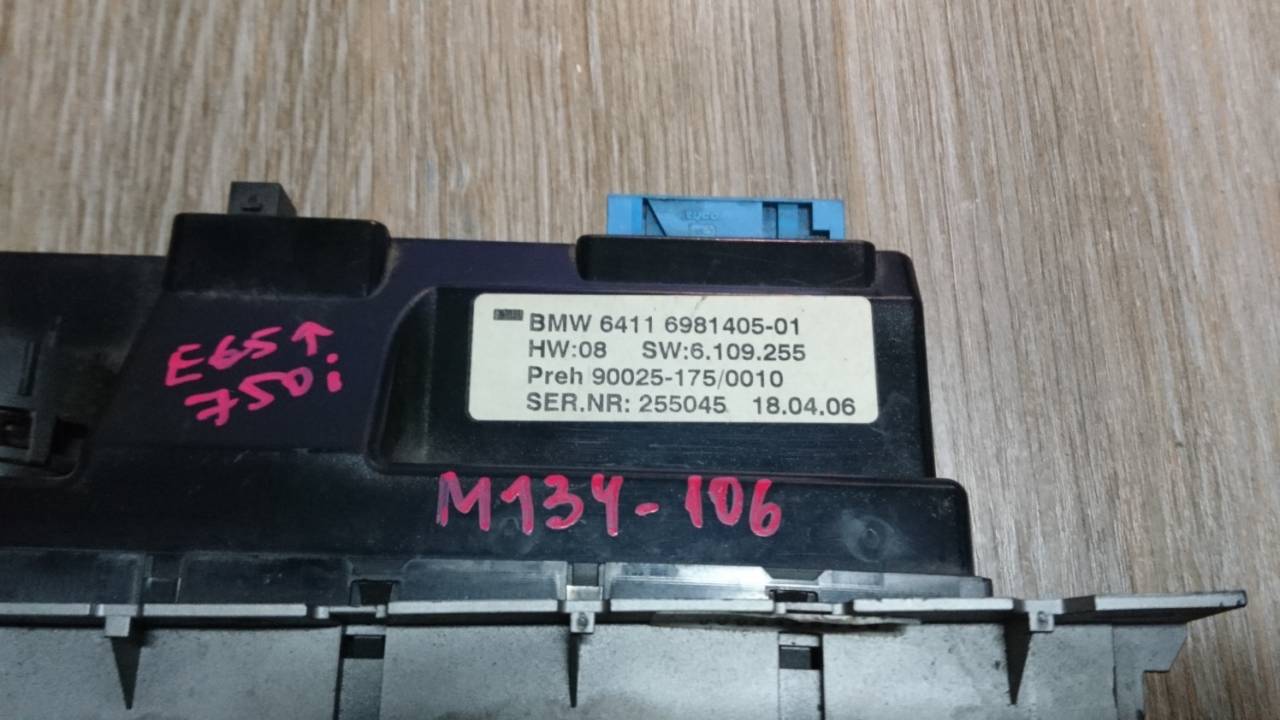 tyco
BMW 6411 6981405-01
HW:08 SW:6.109.255
Preh 90025-175/0010
SER.NR: 255045 18.04.06
E65↑
750i
M134-106